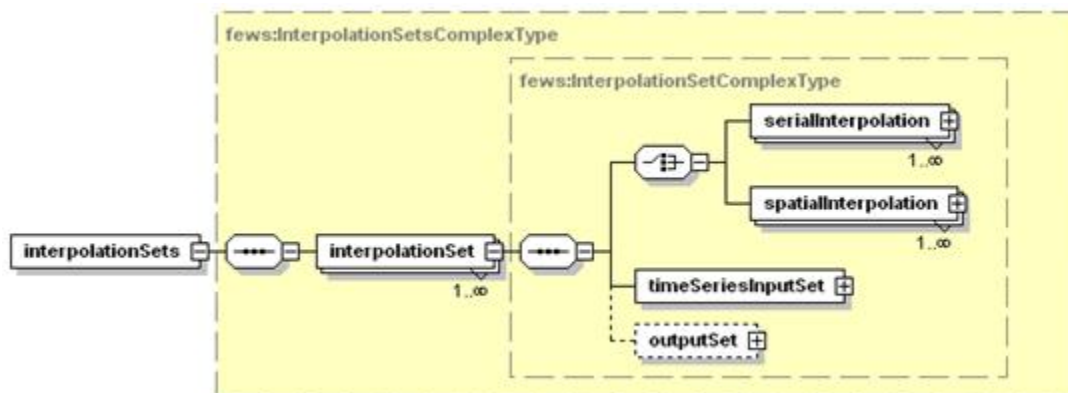 fews:InterpolationSetsComplexType
fews:InterpolationSetComplexType
serialInterpolation
1..∞
spatialInterpolation
1..∞
interpolationSets
interpolationSet
1..∞
timeSeriesInputSet
outputSet